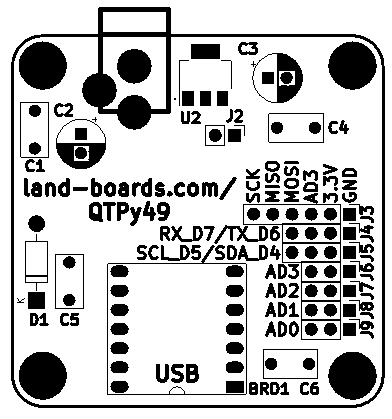 C3
C2
U2
J2
C4
C1
land-boards.com/
QTPy49
SCK
MISO
MOSI
AD3
3.3V
GND
J3
RX_D7/TX_D6
J4
SCL_D5/SDA_D4
J5
AD3
J6
AD2
J7
AD1
J8
AD0
J9
K
D1
C5
USB
BRD1
C6